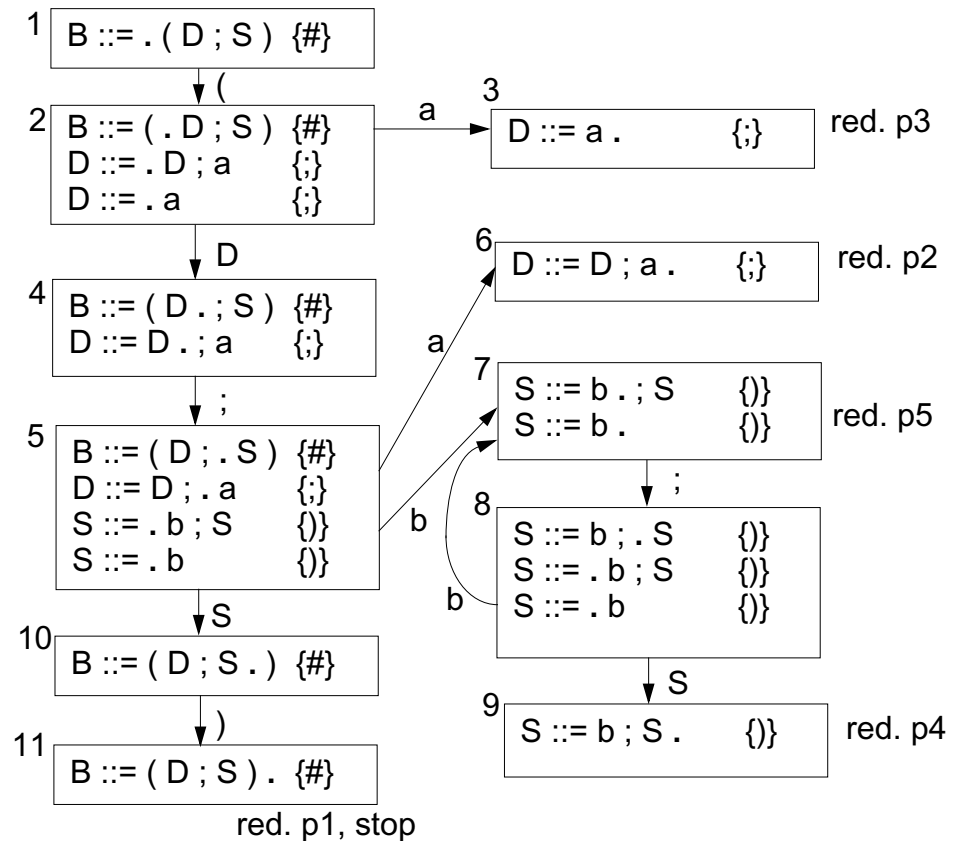 1
B ::= . ( D ; S ) {#}
(
2
B ::= ( . D ; S ) {#}
D ::= . D ; a {;}
D ::= . a {;}
a
3
D ::= a . {;}
red. p3
D
4
B ::= ( D . ; S ) {#}
D ::= D . ; a {;}
;
5
B ::= ( D ; . S ) {#}
D ::= D ; . a {;}
S ::= . b ; S {)}
S ::= . b {)}
a
6
D ::= D ; a . {;}
red. p2
b
7
S ::= b . ; S {)}
S ::= b . {)}
red. p5
;
8
S ::= b ; . S {)}
S ::= . b ; S {)}
S ::= . b {)}
b
S
9
S ::= b ; S . {)}
red. p4
S
10
B ::= ( D ; S . ) {#}
)
11
B ::= ( D ; S ) . {#}
red. p1, stop